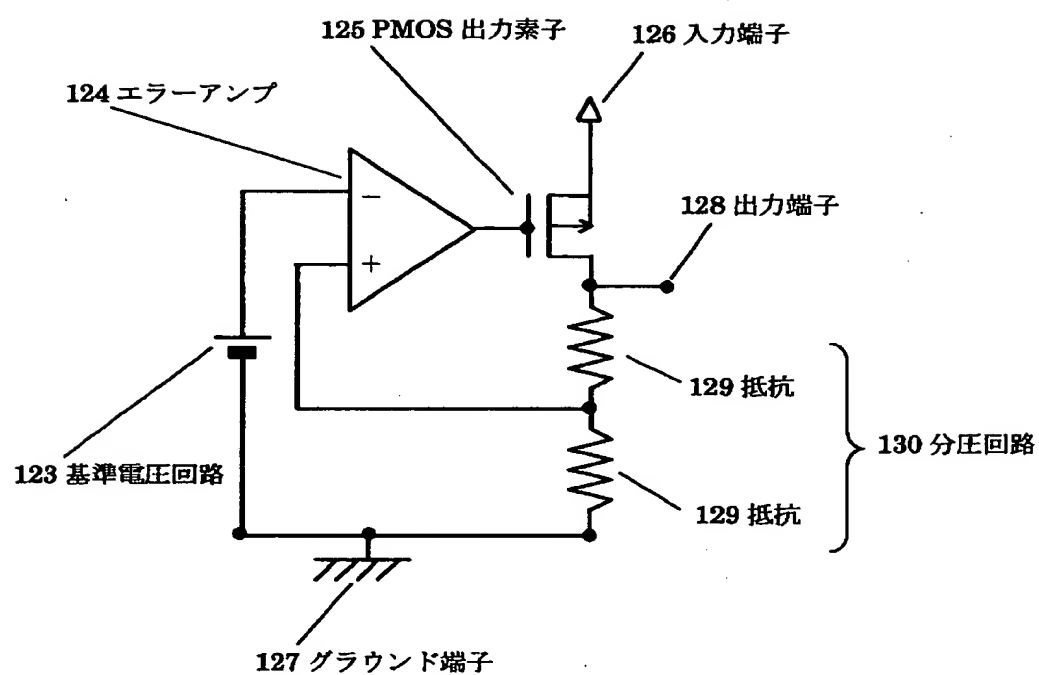 125 PMOS 出力素子
126 入力端子
124 エラーアンプ
−
128 出力端子
+
129 抵抗
130 分圧回路
123 基準電圧回路
129 抵抗
127 グラウンド端子